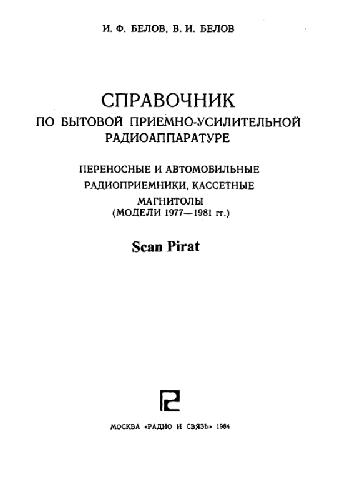 И. Ф. БЕЛОВ, В. И. БЕЛОВ
СПРАВОЧНИК
ПО БЫТОВОЙ ПРИЕМНО-УСИЛИТЕЛЬНОЙ
РАДИОАППАРАТУРЕ
ПЕРЕНОСНЫЕ И АВТОМОБИЛЬНЫЕ
РАДИОПРИЕМНИКИ, КАССЕТНЫЕ
МАГНИТОЛЫ
(МОДЕЛИ 1977—1981 гг.)
Scan Pirat
МОСКВА «РАДИО И СВЯЗЬ» 1984